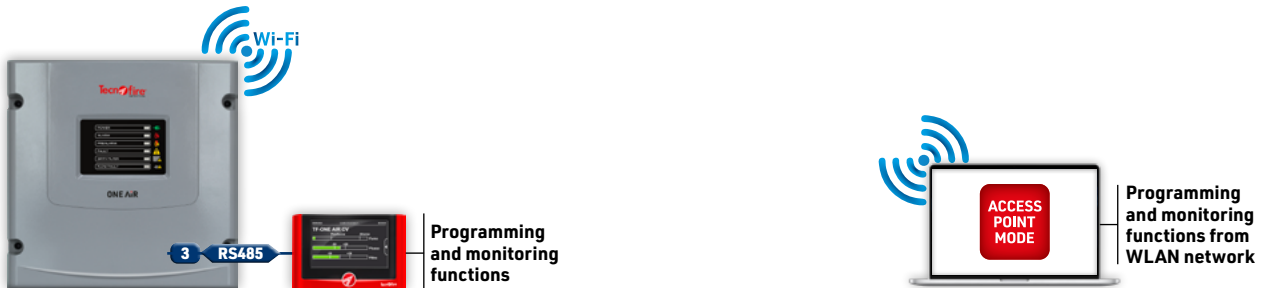 Wi-Fi
Tecnofire
ONE AIR
3
RS485
TF-ONE AIR/CV
Programming
and monitoring
functions
ACCESS
POINT
MODE
Programming
and monitoring
functions from
WLAN network